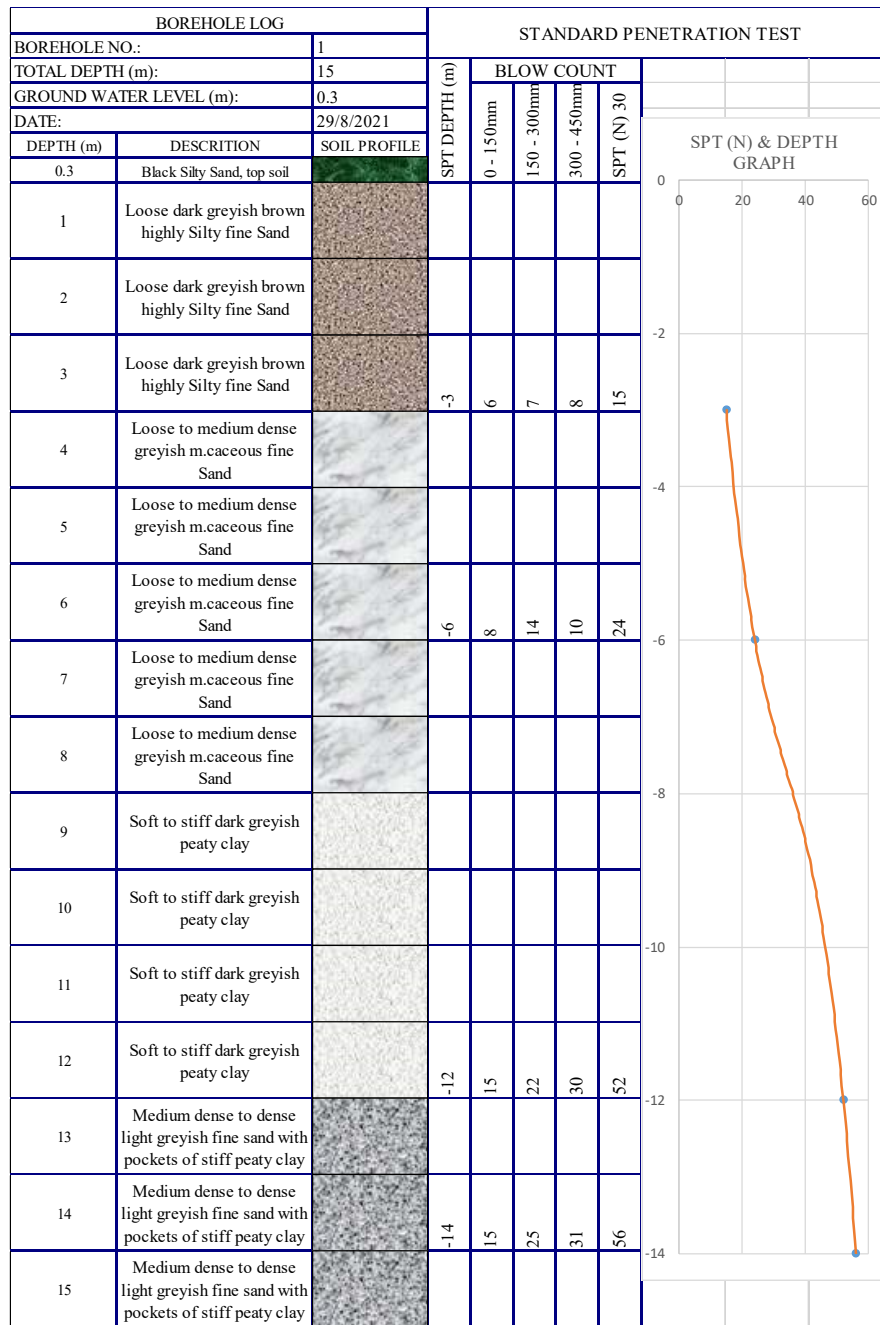 BOREHOLE LOG
STANDARD PENETRATION TEST
BOREHOLE NO.: 1
TOTAL DEPTH (m): 15
GROUND WATER LEVEL (m): 0.3
DATE: 29/8/2021
SPT DEPTH (m)
BLOW COUNT
0 - 150mm
150 - 300mm
300 - 450mm
SPT (N) 30
DEPTH (m) DESCRITION SOIL PROFILE
SPT (N) & DEPTH
GRAPH
0.3 Black Silty Sand, top soil
0
0 20 40 60
1
Loose dark greyish brown
highly Silty fine Sand
2
Loose dark greyish brown
highly Silty fine Sand
-2
3
Loose dark greyish brown
highly Silty fine Sand
-3 6 7 8 15
4
Loose to medium dense
greyish m.caceous fine
Sand
-4
5
Loose to medium dense
greyish m.caceous fine
Sand
6
Loose to medium dense
greyish m.caceous fine
Sand
-6 8 14 10 24
-6
7
Loose to medium dense
greyish m.caceous fine
Sand
8
Loose to medium dense
greyish m.caceous fine
Sand
-8
9
Soft to stiff dark greyish
peaty clay
10
Soft to stiff dark greyish
peaty clay
-10
11
Soft to stiff dark greyish
peaty clay
12
Soft to stiff dark greyish
peaty clay
-12 15 22 30 52
-12
13
Medium dense to dense
light greyish fine sand with
pockets of stiff peaty clay
14
Medium dense to dense
light greyish fine sand with
pockets of stiff peaty clay
-14 15 25 31 56
-14
15
Medium dense to dense
light greyish fine sand with
pockets of stiff peaty clay